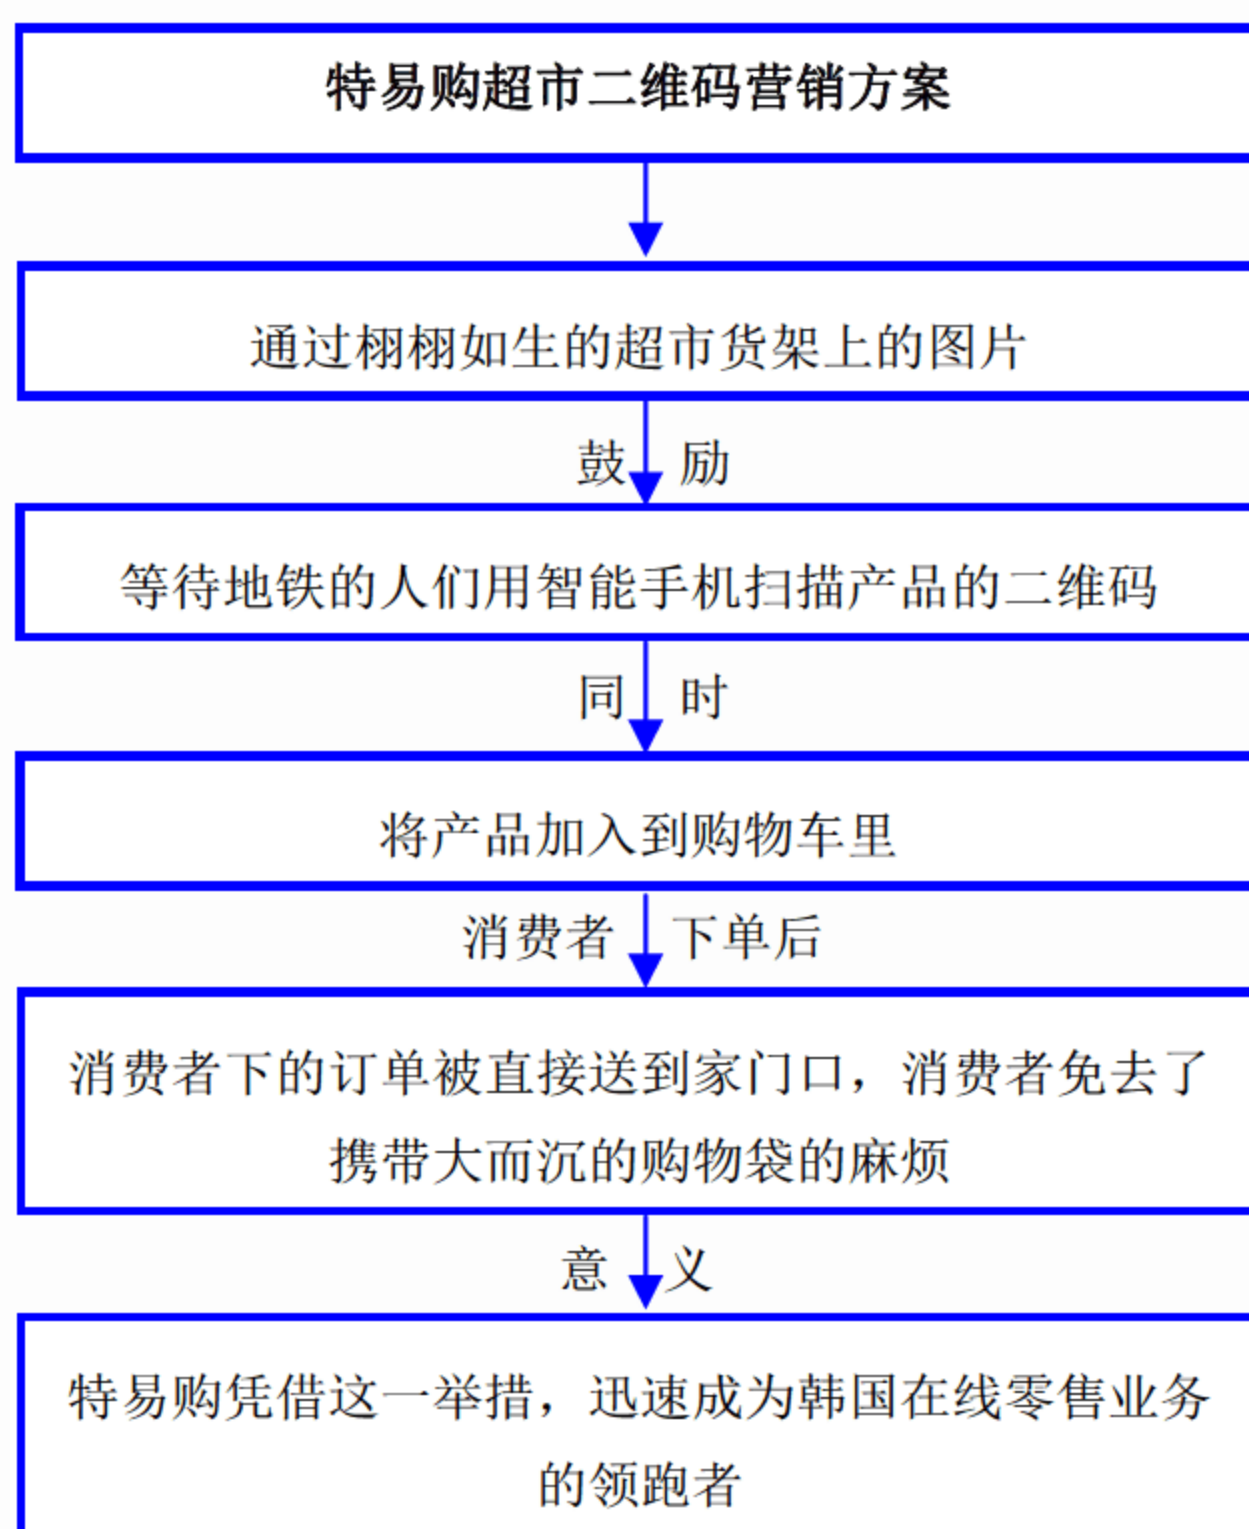 特易购超市二维码营销方案
通过栩栩如生的超市货架上的图片
鼓励
等待地铁的人们用智能手机扫描产品的二维码
同时
将产品加入到购物车里
消费者下单后
消费者下的订单被直接送到家门口，消费者免去了
携带大而沉的购物袋的麻烦
意义
特易购凭借这一举措，迅速成为韩国在线零售业务
的领跑者